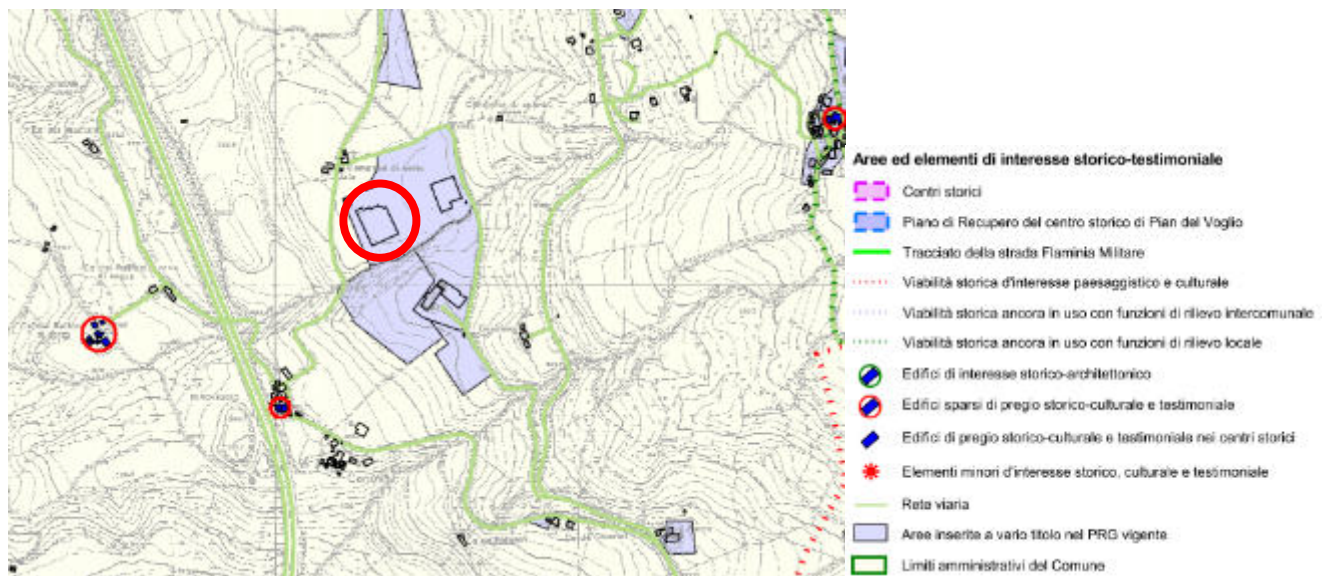 Aree ed elementi di interesse storico-testimoniale
Centri storici
Piano di Recupero del centro storico di Pian del Voglio
Tracciato della strada Flaminia Militare
Viabilità storica d'interesse paesaggistico e culturale
Viabilità storica ancora in uso con funzioni di rilievo intercomunale
Viabilità storica ancora in uso con funzioni di rilievo locale
Edifici di interesse storico-architettonico
Edifici sparsi di pregio storico-culturale e testimoniale
Edifici di pregio storico-culturale e testimoniale nei centri storici
Elementi minori d'interesse storico, culturale e testimoniale
Rete viaria
Aree inserite a vario titolo nel PRG vigente
Limiti amministrativi del Comune